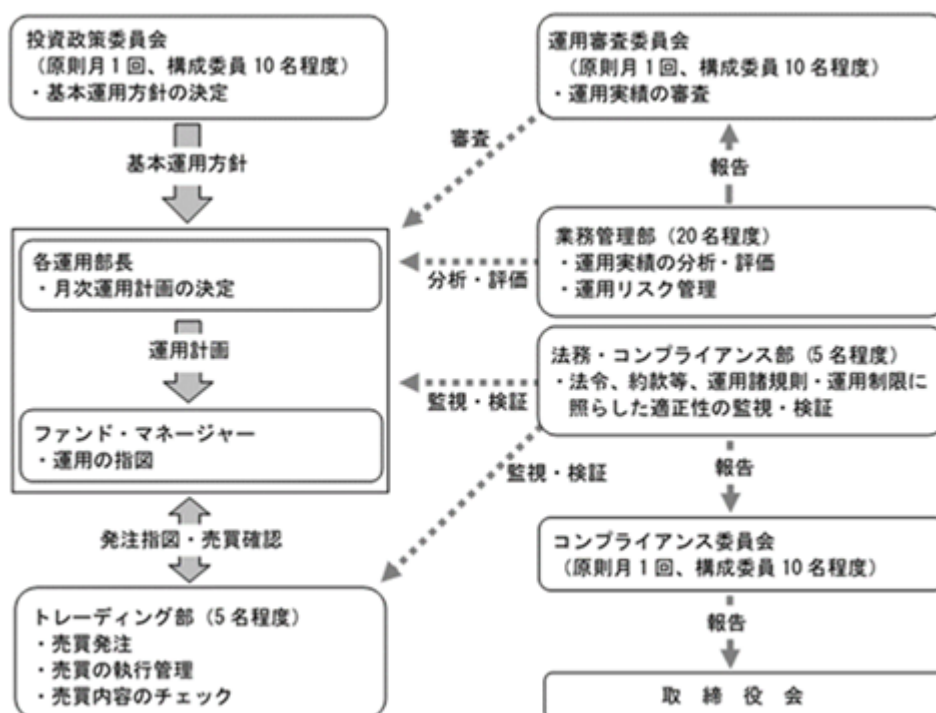 投資政策委員会
（原則月1回、構成委員10名程度）
・基本運用方針の決定
基本運用方針
各運用部長
・月次運用計画の決定
運用計画
ファンド・マネージャー
・運用の指図
発注指図・売買確認
トレーディング部（5名程度）
・売買発注
・売買の執行管理
・売買内容のチェック
運用審査委員会
（原則月1回、構成委員10名程度）
・運用実績の審査
審査
報告
業務管理部（20名程度）
・運用実績の分析・評価
・運用リスク管理
分析・評価
法務・コンプライアンス部（5名程度）
・法令、約款等、運用諸規則・運用制限に
照らした適正性の監視・検証
監視・検証
監視・検証
報告
コンプライアンス委員会
（原則月1回、構成委員10名程度）
報告
取　締　役　会